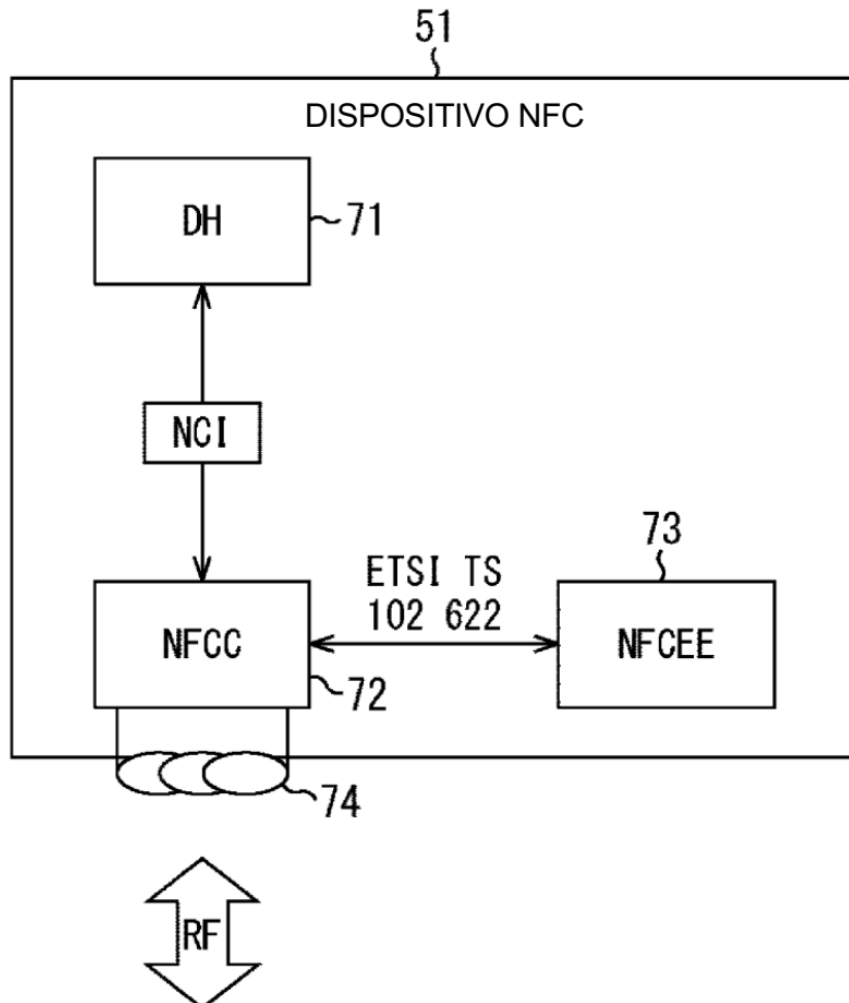 51
DISPOSITIVO NFC
DH
71
NCI
73
ETSI TS
102 622
NFCC
NFCEE
72
74
RF